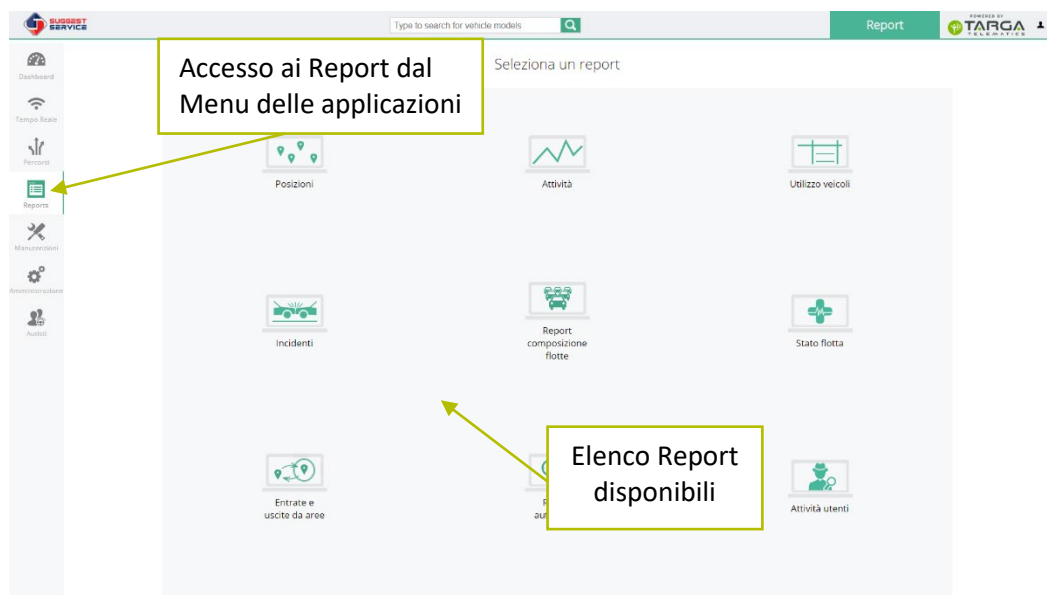 SUGGEST
SERVICE
Type to search for vehicle models
Report
POWERED BY
TARGA
TELEMATICS
Dashboard
Tempo Reale
Percorsi
Reports
Manutenzioni
Amministrazione
Autisti
Accesso ai Report dal
Menu delle applicazioni
Seleziona un report
Posizioni
Attività
Utilizzo veicoli
Incidenti
Report
composizione
flotte
Stato flotta
Entrate e
uscite da aree
Elenco Report
disponibili
Attività utenti